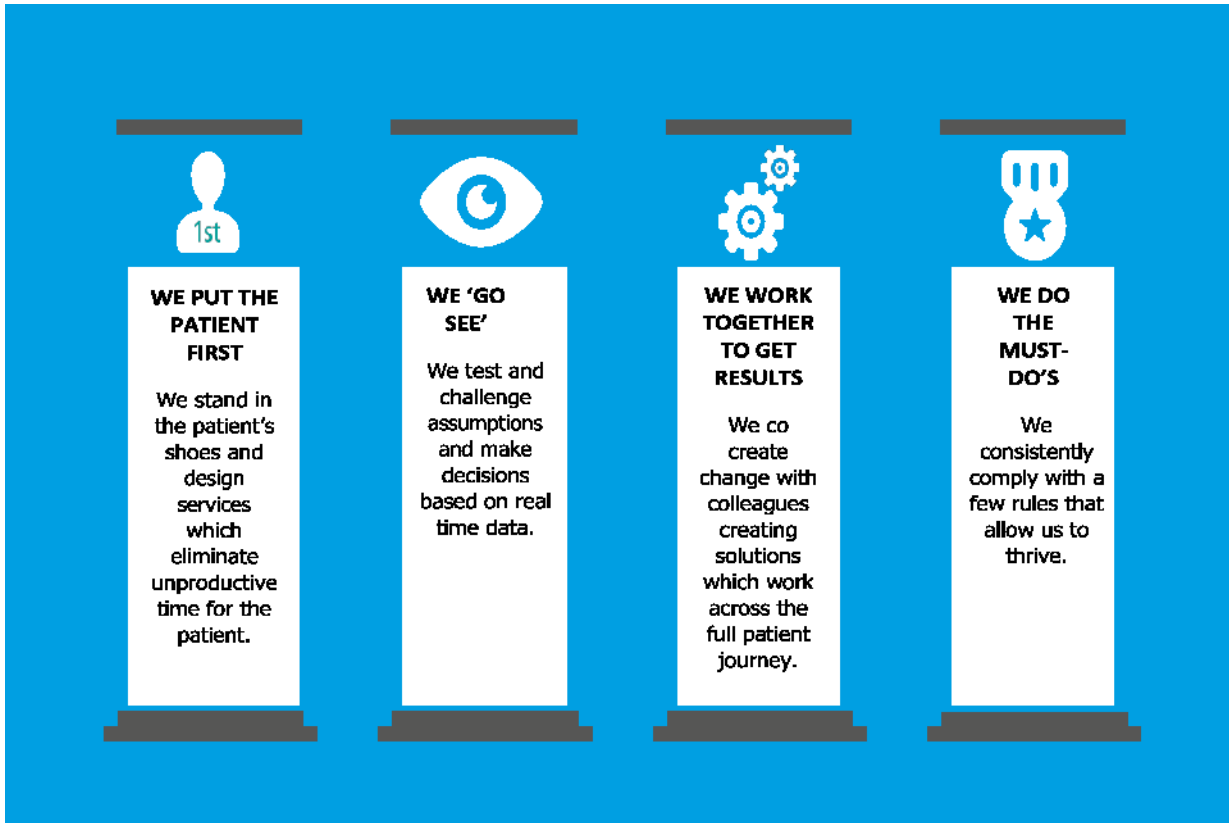 1st
WE PUT THE
PATIENT
FIRST
We stand in
the patient's
shoes and
design
services
which
eliminate
unproductive
time for the
patient.
WE ‘GO
SEE’
We test and
challenge
assumptions
and make
decisions
based on real
time data.
WE WORK
TOGETHER
TO GET
RESULTS
We co
create
change with
colleagues
creating
solutions
which work
across the
full patient
journey.
WE DO
THE
MUST-
DO’S
We
consistently
comply with a
few rules that
allow us to
thrive.